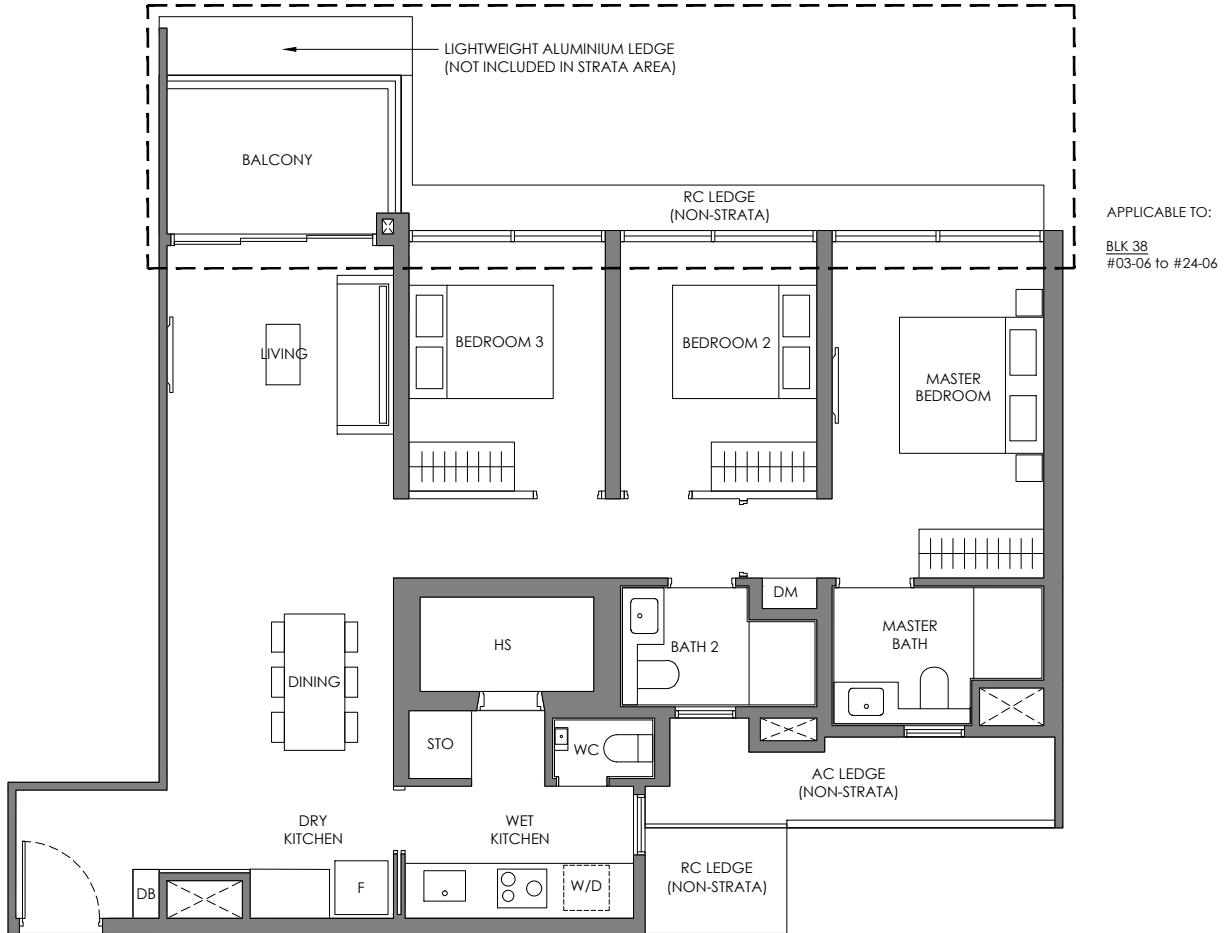 LIGHTWEIGHT ALUMINIUM LEDGE
(NOT INCLUDED IN STRATA AREA)
BALCONY
RC LEDGE
(NON-STRATA)
APPLICABLE TO:
BLK 38
#03-06 to #24-06
LIVING
BEDROOM 3
BEDROOM 2
MASTER
BEDROOM
DM
HS
BATH 2
MASTER
BATH
DINING
STO
WC
AC LEDGE
(NON-STRATA)
DRY
KITCHEN
WET
KITCHEN
RC LEDGE
(NON-STRATA)
DB
F
W/D